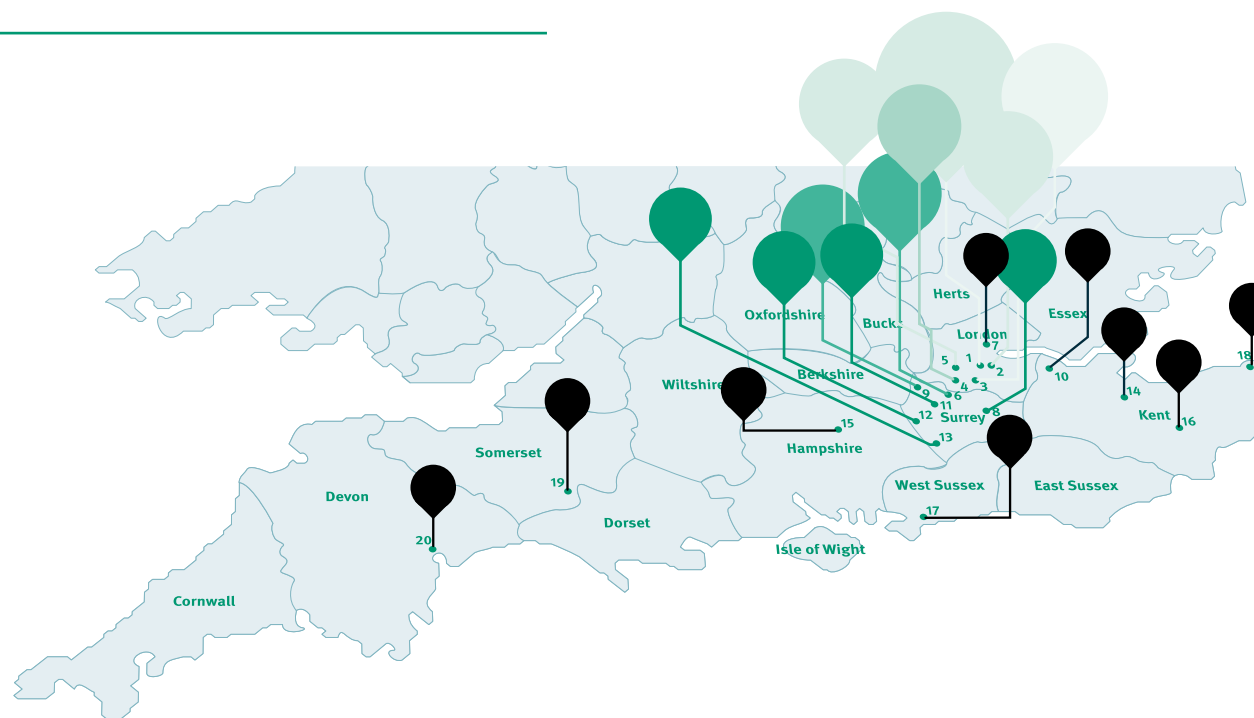 Herts
Oxfordshire
Bucks
Essex
London
7
5
1
2
18
10
Berkshire
Wiltshire
4
3
9
6
14
11
Surrey
8
12
Kent
15
16
13
Hampshire
Somerset
19
West Sussex
East Sussex
Devon
17
Dorset
20
Isle of Wight
Cornwall